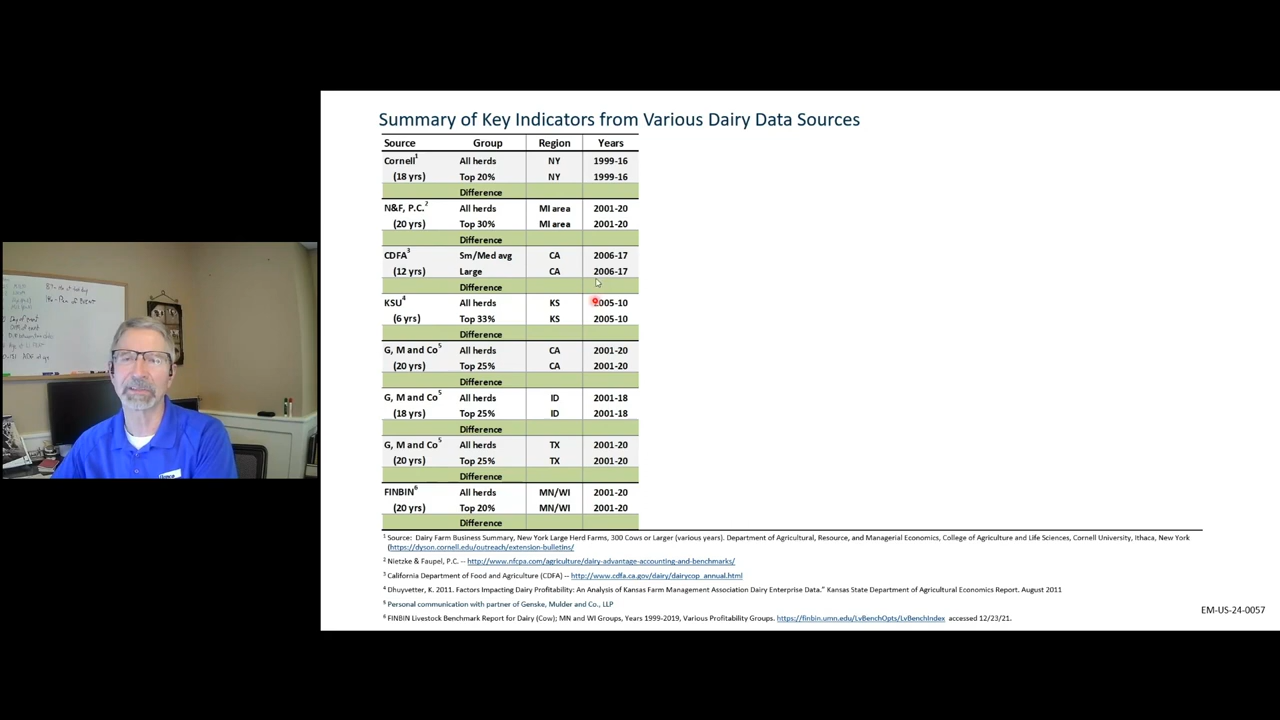 Summary of Key Indicators from Various Dairy Data Sources
Source Group Region Years
Cornell1 All herds NY 1999-16
(18 yrs) Top 20% NY 1999-16
Difference
N&F, P.C.2 All herds MI area 2001-20
(20 yrs) Top 30% MI area 2001-20
Difference
CDFA3 Sm/Med avg CA 2006-17
(12 yrs) Large CA 2006-17
Difference
KSU4 All herds KS 2005-10
(6 yrs) Top 33% KS 2005-10
Difference
G, M and Co5 All herds CA 2001-20
(20 yrs) Top 25% CA 2001-20
Difference
G, M and Co5 All herds ID 2001-18
(18 yrs) Top 25% ID 2001-18
Difference
G, M and Co5 All herds TX 2001-20
(20 yrs) Top 25% TX 2001-20
Difference
FINBIN6 All herds MN/WI 2001-20
(20 yrs) Top 20% MN/WI 2001-20
Difference
1 Source: Dairy Farm Business Summary, New York Large Herd Farms, 300 Cows or Larger (various years). Department of Agricultural, Resource, and Managerial Economics, College of Agriculture and Life Sciences, Cornell University, Ithaca, New York
(https://dyson.cornell.edu/outreach/extension-bulletins/
2 Nietzke & Faupel, P.C. -- http://www.nfcpa.com/agriculture/dairy-advantage-accounting-and-benchmarks/
3 California Department of Food and Agriculture (CDFA) -- http://www.cdfa.ca.gov/dairy/dairycop_annual.html
4 Dhuyvetter, K. 2011. Factors Impacting Dairy Profitability: An Analysis of Kansas Farm Management Association Dairy Enterprise Data." Kansas State Department of Agricultural Economics Report. August 2011
5 Personal communication with partner of Genske, Mulder and Co., LLP
6 FINBIN Livestock Benchmark Report for Dairy (Cow); MN and WI Groups, Years 1999-2019, Various Profitability Groups. https://finbin.umn.edu/LvBenchOpts/LvBenchIndex accessed 12/23/21.
EM-US-24-0057